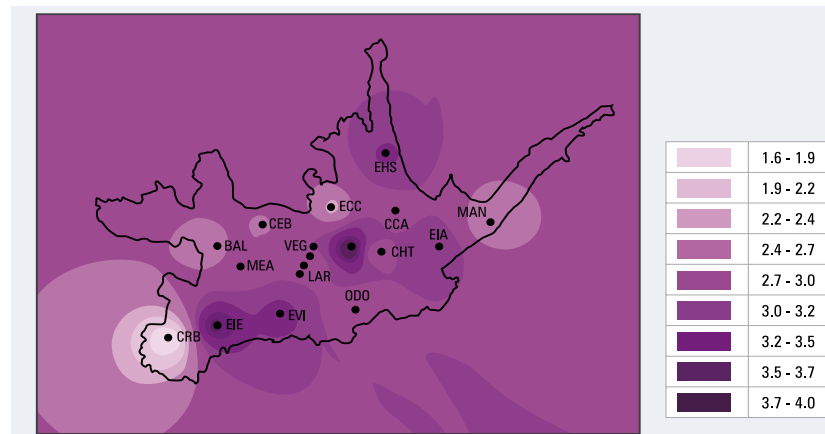 EHS
ECC
CEB
CCA
MAN
BAL
VEG
CHT
EIA
MEA
LAR
ODO
EVI
EIE
CRB
1.6 - 1.9
1.9 - 2.2
2.2 - 2.4
2.4 - 2.7
2.7 - 3.0
3.0 - 3.2
3.2 - 3.5
3.5 - 3.7
3.7 - 4.0